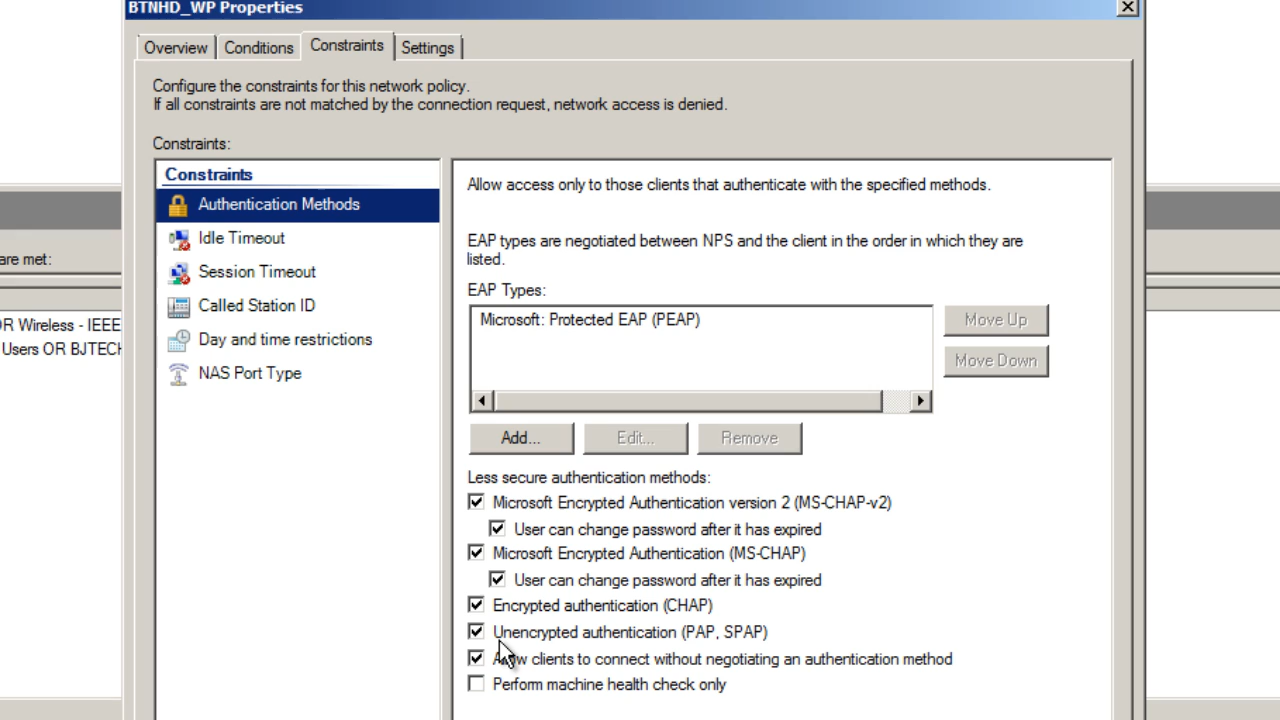 BTNHD_WP Properties
Overview
Conditions
Constraints
Settings
Configure the constraints for this network policy.
If all constraints are not matched by the connection request, network access is denied.
Constraints:
Constraints
Authentication Methods
Idle Timeout
Session Timeout
Called Station ID
Day and time restrictions
NAS Port Type
are met:
OR Wireless - IEEE
Users OR BJTECH
Allow access only to those clients that authenticate with the specified methods.
EAP types are negotiated between NPS and the client in the order in which they are
listed.
EAP Types:
Microsoft: Protected EAP (PEAP)
Move Up
Move Down
Add...
Edit...
Remove
Less secure authentication methods:
Microsoft Encrypted Authentication version 2 (MS-CHAP-v2)
User can change password after it has expired
Microsoft Encrypted Authentication (MS-CHAP)
User can change password after it has expired
Encrypted authentication (CHAP)
Unencrypted authentication (PAP, SPAP)
Allow clients to connect without negotiating an authentication method
Perform machine health check only